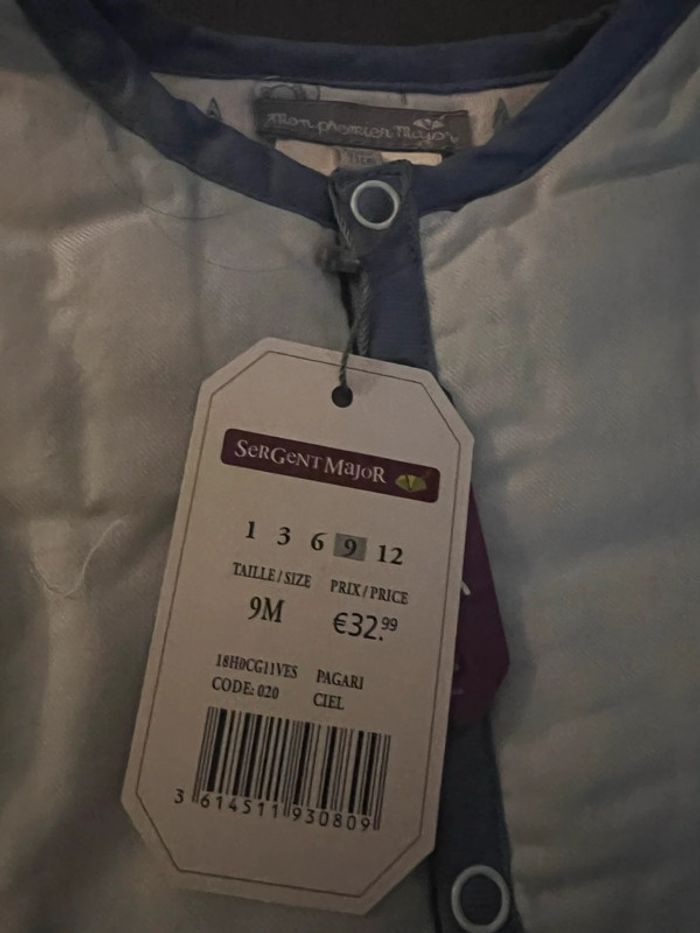 mon premier Major
71cm
SeRGeNT MajoR
1 3 6 9 12
TAILLE/SIZE PRIX/PRICE
9M €32.99
18H0CG11VES PAGARI
CODE: 020 CIEL
3 614511 930809